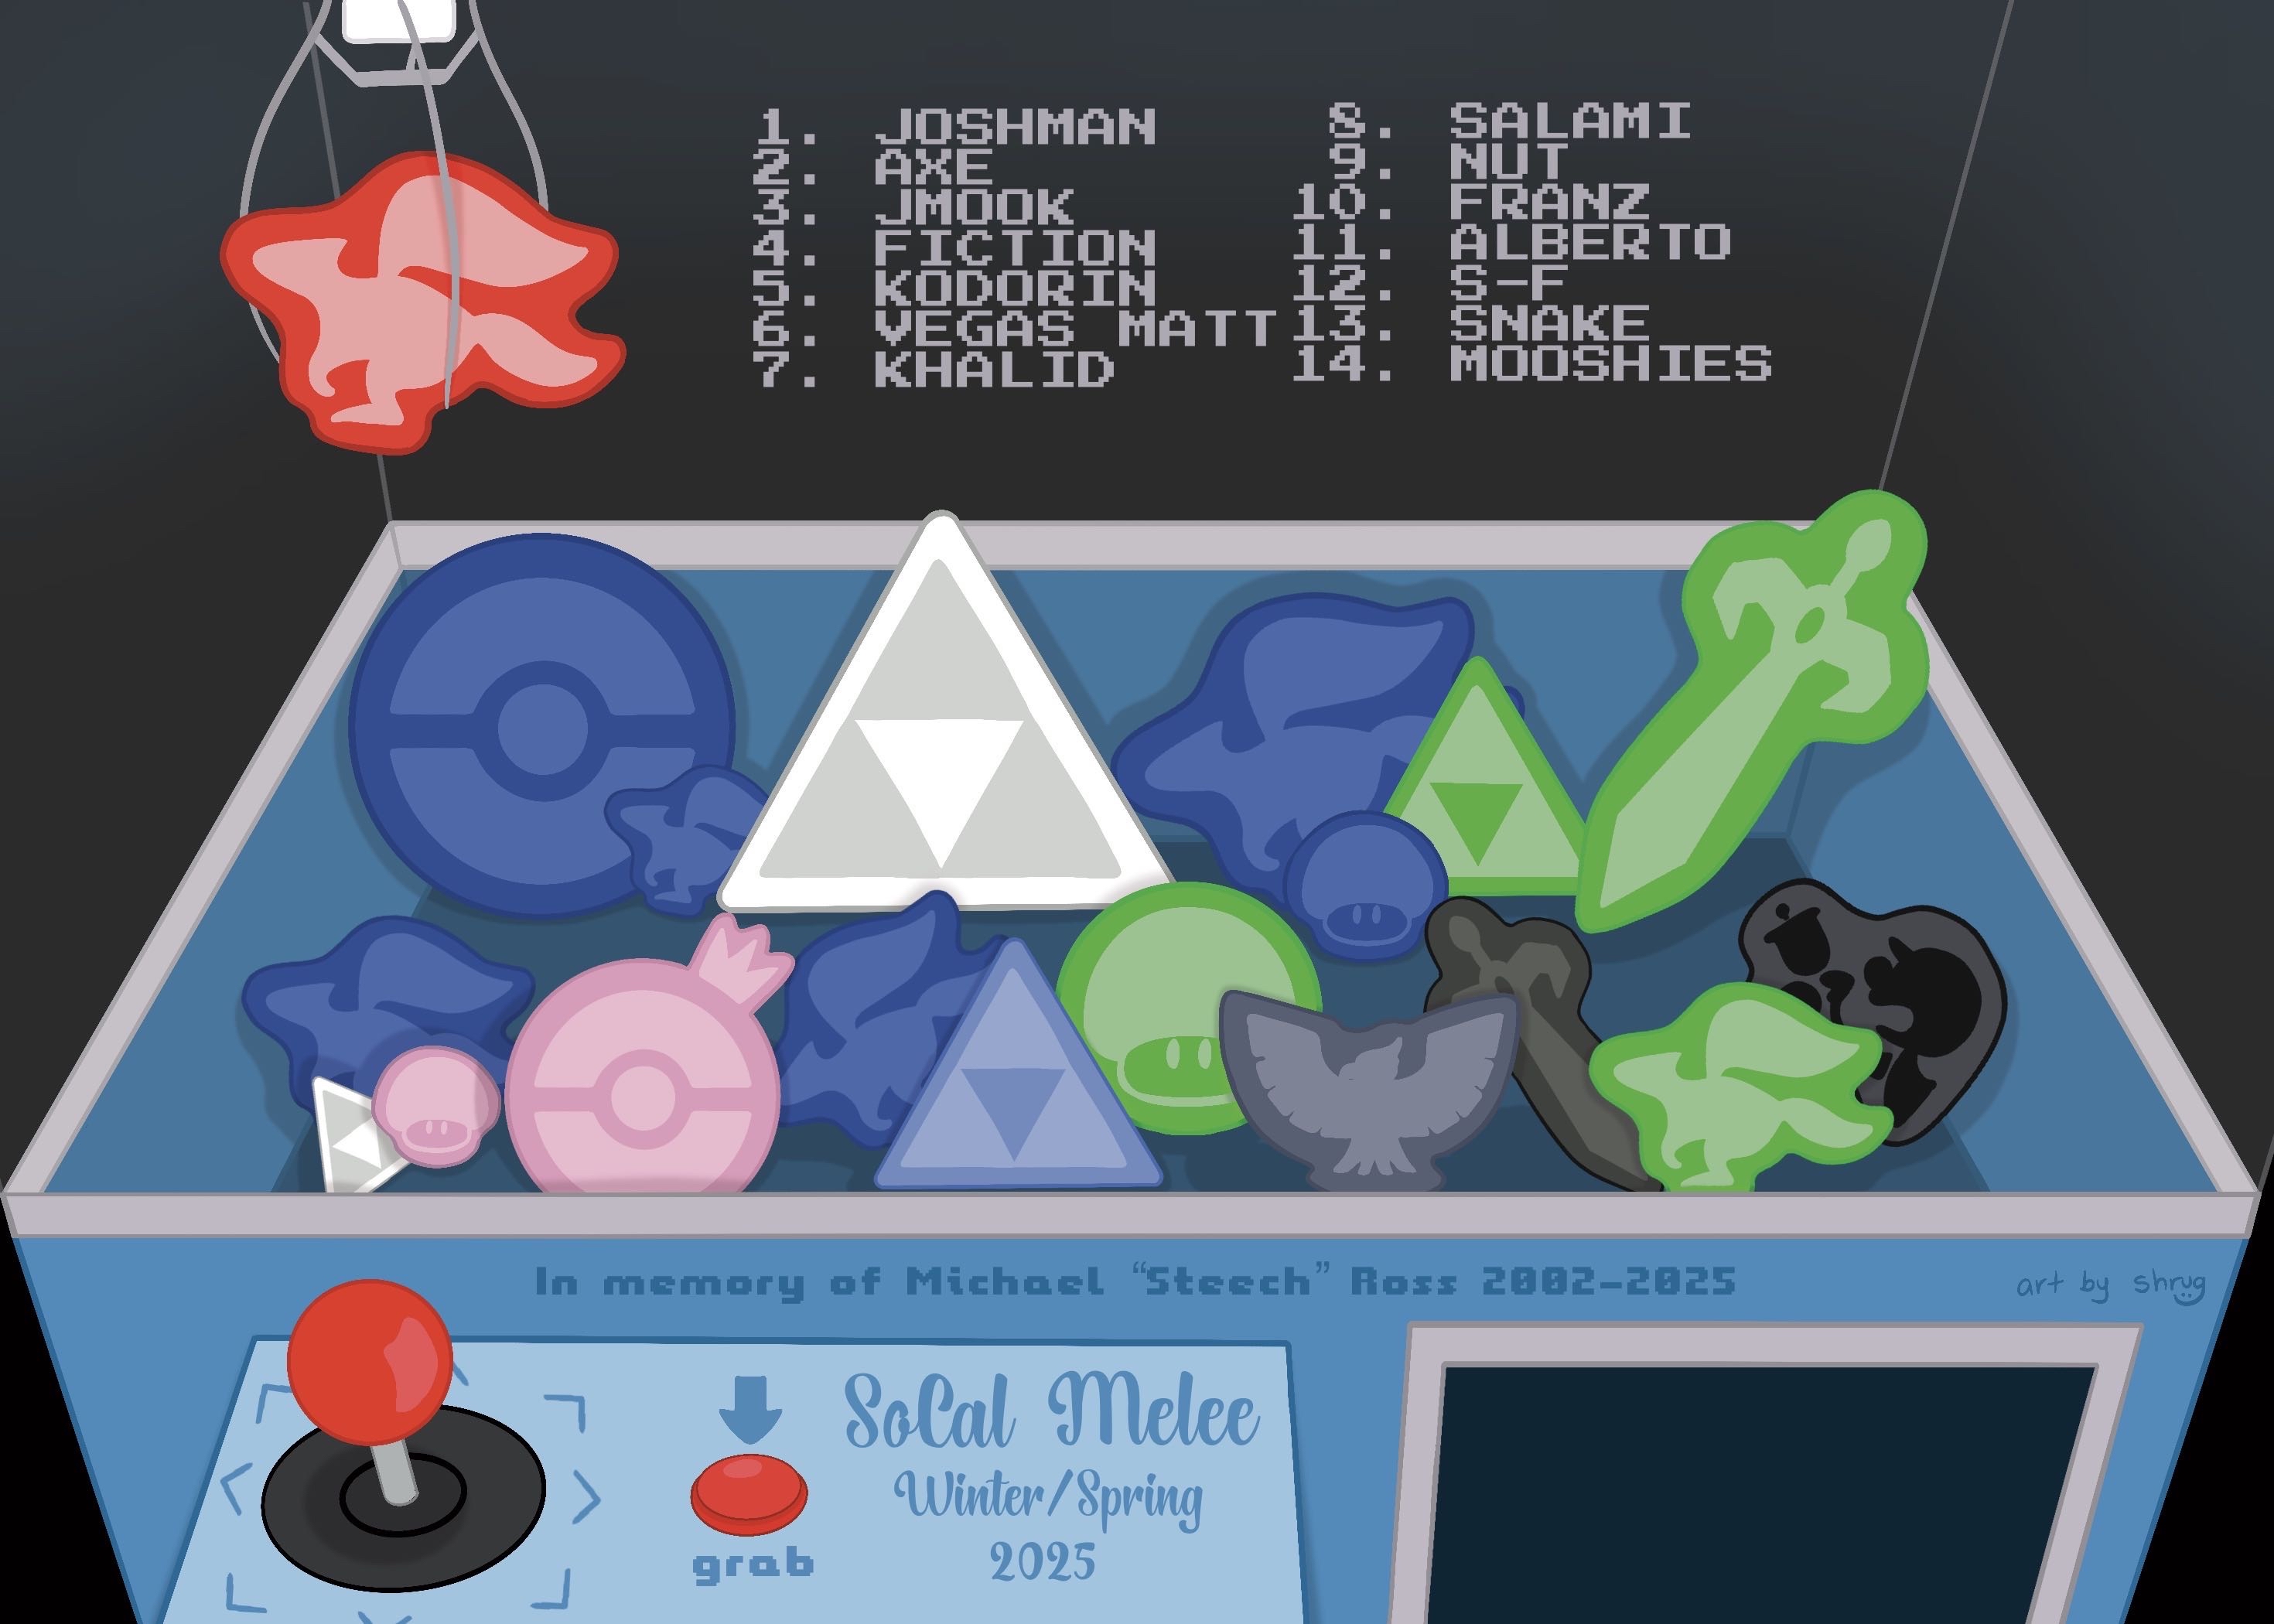 1. JOSHMAN
2. AXE
3. JMOOK
4. FICTION
5. KODORIN
6. VEGAS MATT
7. KHALID
8. SALAMI
9. NUT
10. FRANZ
11. ALBERTO
12. S-F
13. SNAKE
14. MOOSHIES
In memory of Michael “Steech” Ross 2002-2025
art by shrug
SoCal Melee
Winter/Spring
2025
grab